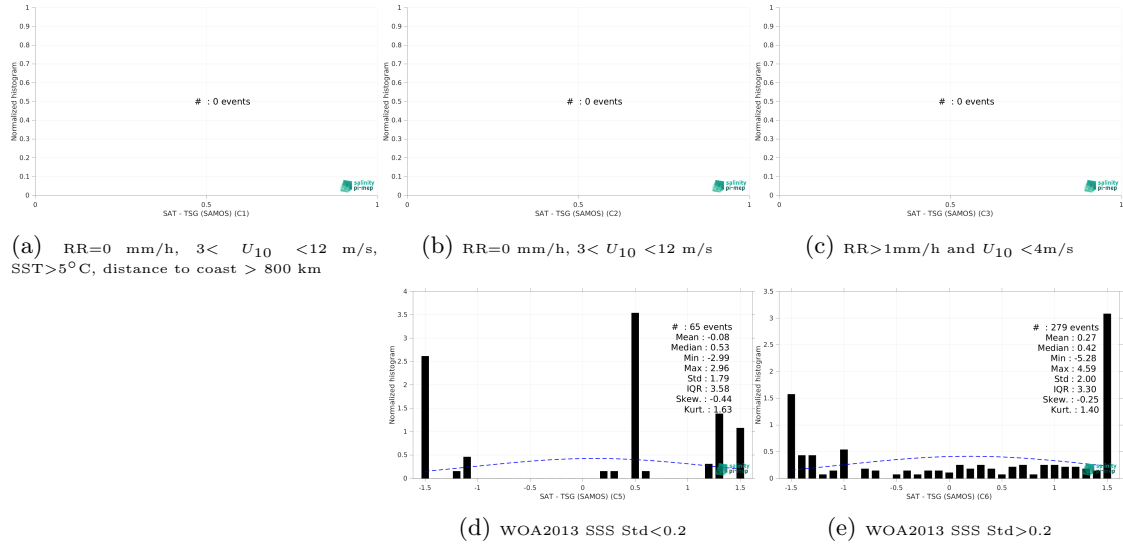 1
0.9
0.8
0.7
0.6
0.5
0.4
0.3
0.2
0.1
0
Normalized histogram
# : 0 events
0 0.5 1
SAT - TSG (SAMOS) (C1)
salinity
pi-mep
1
0.9
0.8
0.7
0.6
0.5
0.4
0.3
0.2
0.1
0
Normalized histogram
# : 0 events
0 0.5 1
SAT - TSG (SAMOS) (C2)
salinity
pi-mep
1
0.9
0.8
0.7
0.6
0.5
0.4
0.3
0.2
0.1
0
Normalized histogram
# : 0 events
0 0.5 1
SAT - TSG (SAMOS) (C3)
salinity
pi-mep
(a) RR=0 mm/h, 3< U10 <12 m/s,
SST>5°C, distance to coast > 800 km
(b) RR=0 mm/h, 3< U10 <12 m/s
(c) RR>1mm/h and U10 <4m/s
4
3.5
3
2.5
2
1.5
1
0.5
0
Normalized histogram
# : 65 events
Mean : -0.08
Median : 0.53
Min : -2.99
Max : 2.96
Std : 1.79
IQR : 3.58
Skew. : -0.44
Kurt. : 1.63
-1.5 -1 -0.5 0 0.5 1 1.5
SAT - TSG (SAMOS) (C5)
3.5
3
2.5
2
1.5
1
0.5
0
Normalized histogram
# : 279 events
Mean : 0.27
Median : 0.42
Min : -5.28
Max : 4.59
Std : 2.00
IQR : 3.30
Skew. : -0.25
Kurt. : 1.40
-1.5 -1 -0.5 0 0.5 1 1.5
SAT - TSG (SAMOS) (C6)
(d) WOA2013 SSS Std<0.2
(e) WOA2013 SSS Std>0.2